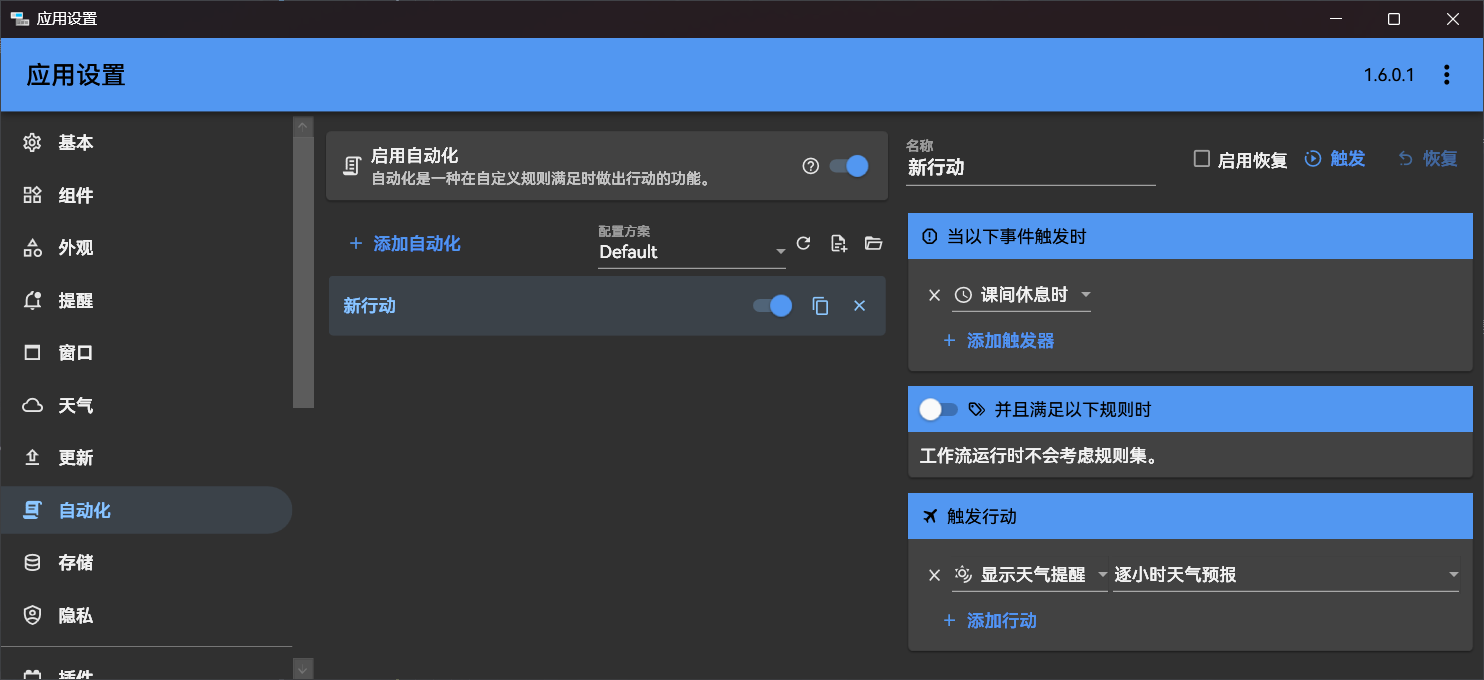 应用设置
应用设置
1.6.0.1
基本
组件
外观
提醒
窗口
天气
更新
自动化
存储
隐私
插件
启用自动化
自动化是一种在自定义规则满足时做出行动的功能。
添加自动化
配置方案
Default
新行动
名称
新行动
启用恢复
触发
恢复
当以下事件触发时
课间休息时
添加触发器
并且满足以下规则时
工作流运行时不会考虑规则集。
触发行动
显示天气提醒
逐小时天气预报
添加行动